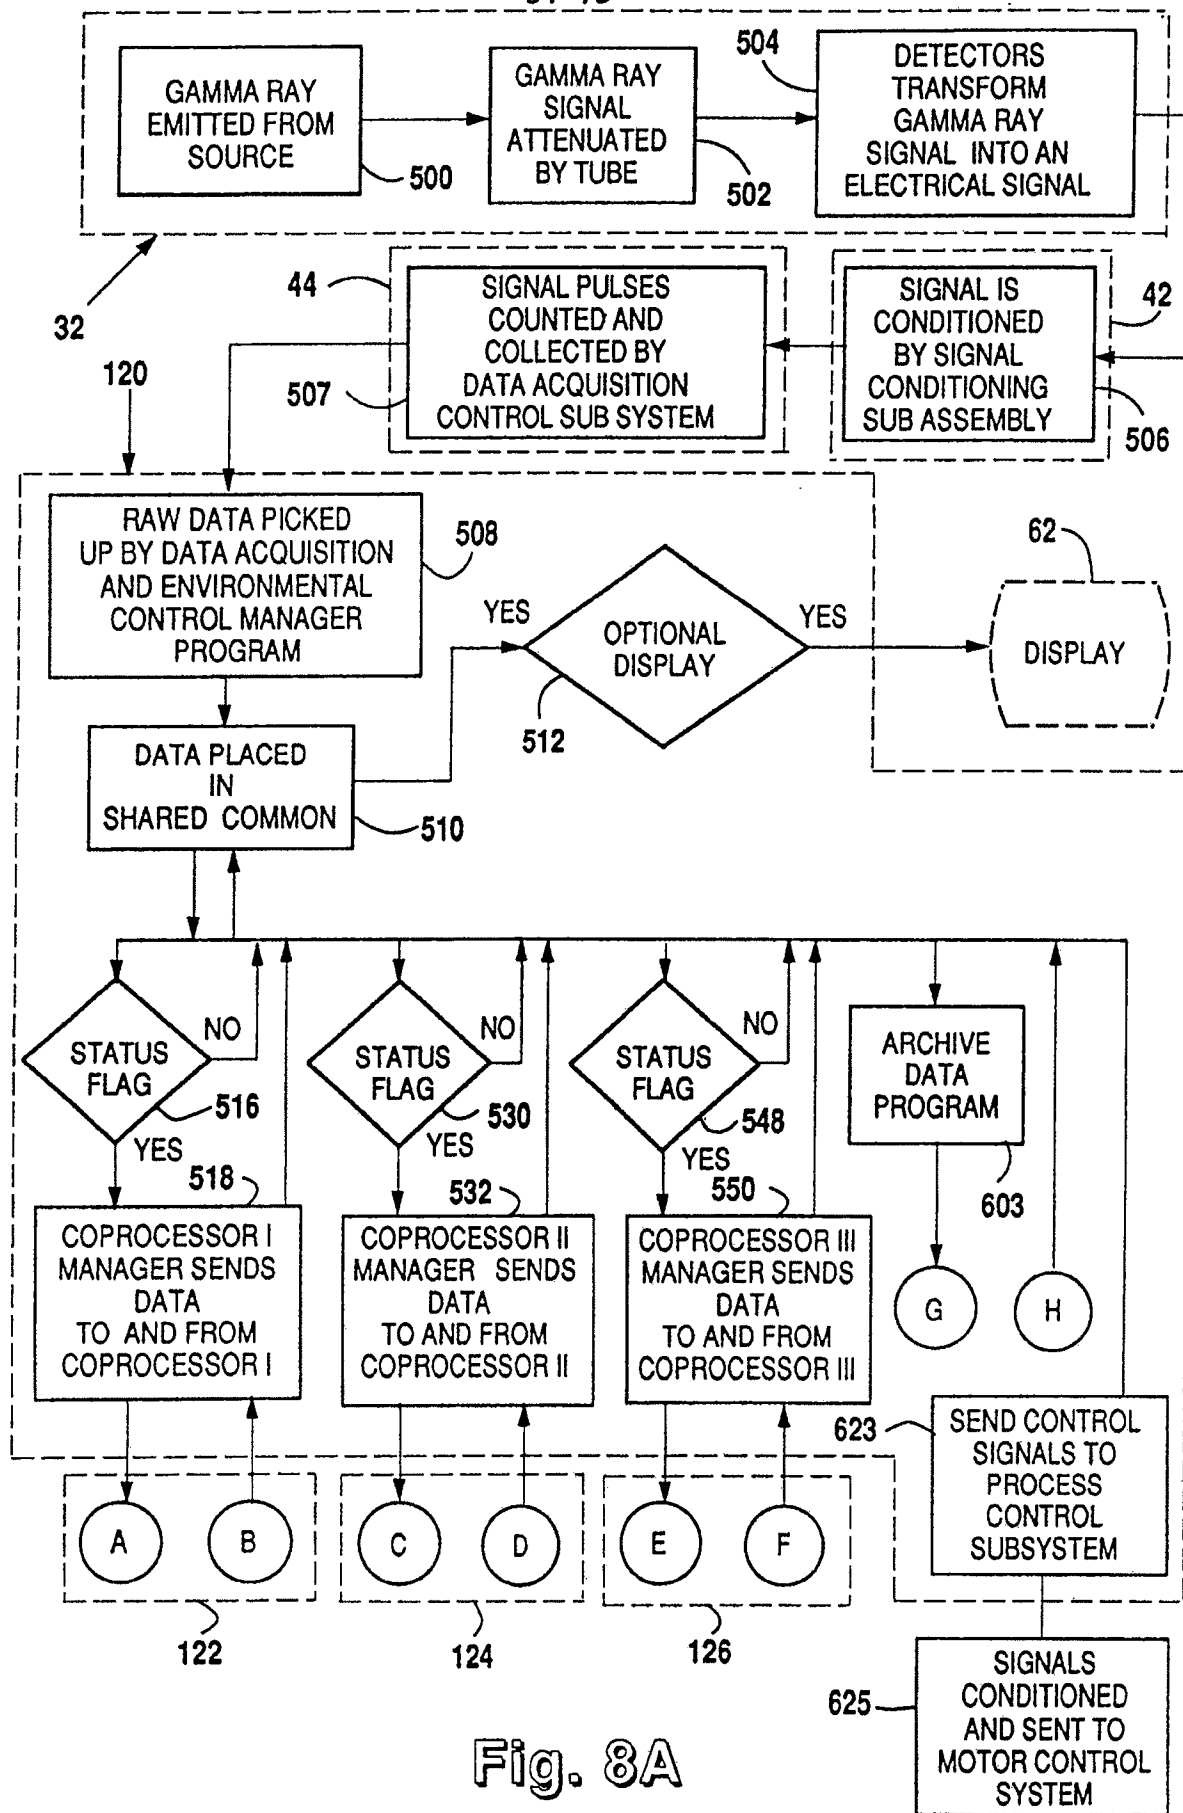 GAMMA RAY
EMITTED FROM
SOURCE
500
GAMMA RAY
SIGNAL
ATTENUATED
BY TUBE
502
504
DETECTORS
TRANSFORM
GAMMA RAY
SIGNAL INTO AN
ELECTRICAL SIGNAL
32
44
SIGNAL PULSES
COUNTED AND
COLLECTED BY
DATA ACQUISITION
CONTROL SUB SYSTEM
507
SIGNAL IS
CONDITIONED
BY SIGNAL
CONDITIONING
SUB ASSEMBLY
42
506
120
RAW DATA PICKED
UP BY DATA ACQUISITION
AND ENVIRONMENTAL
CONTROL MANAGER
PROGRAM
508
YES
OPTIONAL
DISPLAY
YES
512
62
DISPLAY
DATA PLACED
IN
SHARED COMMON
510
STATUS
FLAG
NO
516
YES
STATUS
FLAG
NO
530
YES
STATUS
FLAG
NO
548
YES
ARCHIVE
DATA
PROGRAM
603
518
COPROCESSOR I
MANAGER SENDS
DATA
TO AND FROM
COPROCESSOR I
532
COPROCESSOR II
MANAGER SENDS
DATA
TO AND FROM
COPROCESSOR II
550
COPROCESSOR III
MANAGER SENDS
DATA
TO AND FROM
COPROCESSOR III
G
H
623
SEND CONTROL
SIGNALS TO
PROCESS
CONTROL
SUBSYSTEM
A
B
C
D
E
F
122
124
126
625
SIGNALS
CONDITIONED
AND SENT TO
MOTOR CONTROL
SYSTEM
Fig. 8A